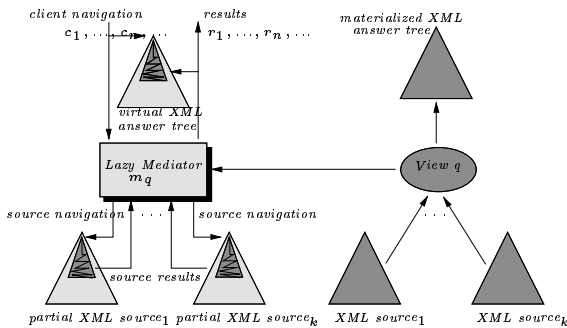 client navigation
results
c1 , ... , cn, ...
r1 , ... , rn , ...
materialized XML
answer tree
virtual XML
answer tree
Lazy Mediator
mq
View q
source navigation
. . .
source navigation
. . .
source results
partial XML source1
partial XML sourcek
XML source1
XML sourcek